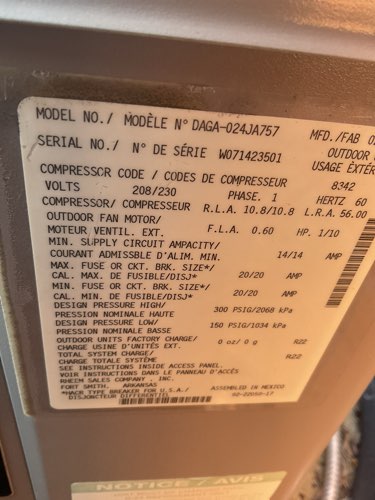 MODEL NO./ MODÈLE N° DAGA-024JA757
MFD./FAB 0
SERIAL NO./ N° DE SÉRIE W071423501
OUTDOOR
USAGE EXTÉR
COMPRESSOR CODE / CODES DE COMPRESSEUR 8342
VOLTS 208/230 PHASE. 1 HERTZ 60
COMPRESSOR/ COMPRESSEUR R.L.A. 10.8/10.8 L.R.A. 56.00
OUTDOOR FAN MOTOR/
MOTEUR VENTIL. EXT. F.L.A. 0.60 HP. 1/10
MIN. SUPPLY CIRCUIT AMPACITY/
COURANT ADMISSBLE D'ALIM. MIN. 14/14 AMP
MAX. FUSE OR CKT. BRK. SIZE*/
CAL. MAX. DE FUSIBLE/DISJ* 20/20 AMP
MIN. FUSE OR CKT. BRK. SIZE*/
CAL. MIN. DE FUSIBLE/DISJ* 20/20 AMP
DESIGN PRESSURE HIGH/
PRESSION NOMINALE HAUTE 300 PSIG/2068 kPa
DESIGN PRESSURE LOW/
PRESSION NOMINALE BASSE 150 PSIG/1034 kPa
OUTDOOR UNITS FACTORY CHARGE/
CHARGE USINE D'UNITÉS EXT. 0 oz/ 0 g R22
TOTAL SYSTEM CHARGE/
CHARGE TOTALE SYSTÈME R22
SEE INSTRUCTIONS INSIDE ACCESS PANEL.
VOIR INSTRUCTIONS DANS LE PANNEAU D'ACCÈS
RHEEM SALES COMPANY , INC.
FORT SMITH, ARKANSAS ASSEMBLED IN MEXICO
*HACR TYPE BREAKER FOR U.S.A./ 92-22059-17
DISJONCTEUR DIFFERENTIEL
NOTICE / AVIS